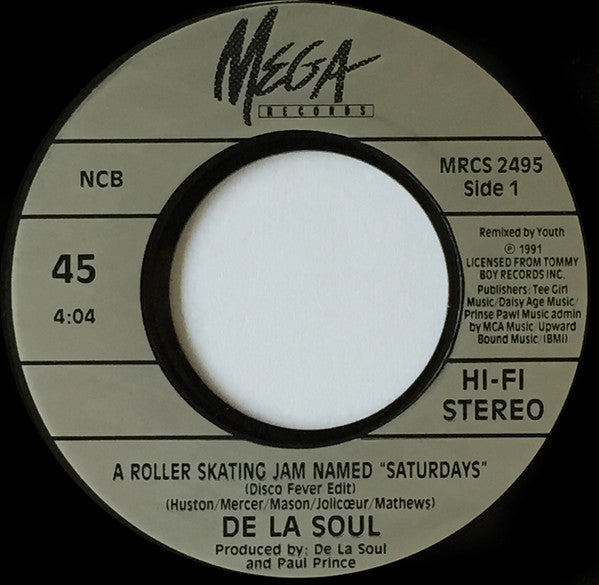 MEGA
RECORDS
NCB
MRCS 2495
Side 1
45
4:04
Remixed by Youth
℗ 1991
LICENSED FROM TOMMY
BOY RECORDS INC.
Publishers: Tee Girl
Music/Daisy Age Music/
Prinse Pawl Music admin
by MCA Music, Upward
Bound Music/(BMI)
HI-FI
STEREO
A ROLLER SKATING JAM NAMED "SATURDAYS"
(Disco Fever Edit)
(Huston/Mercer/Mason/Jolicœur/Mathews)
DE LA SOUL
Produced by: De La Soul
and Paul Prince